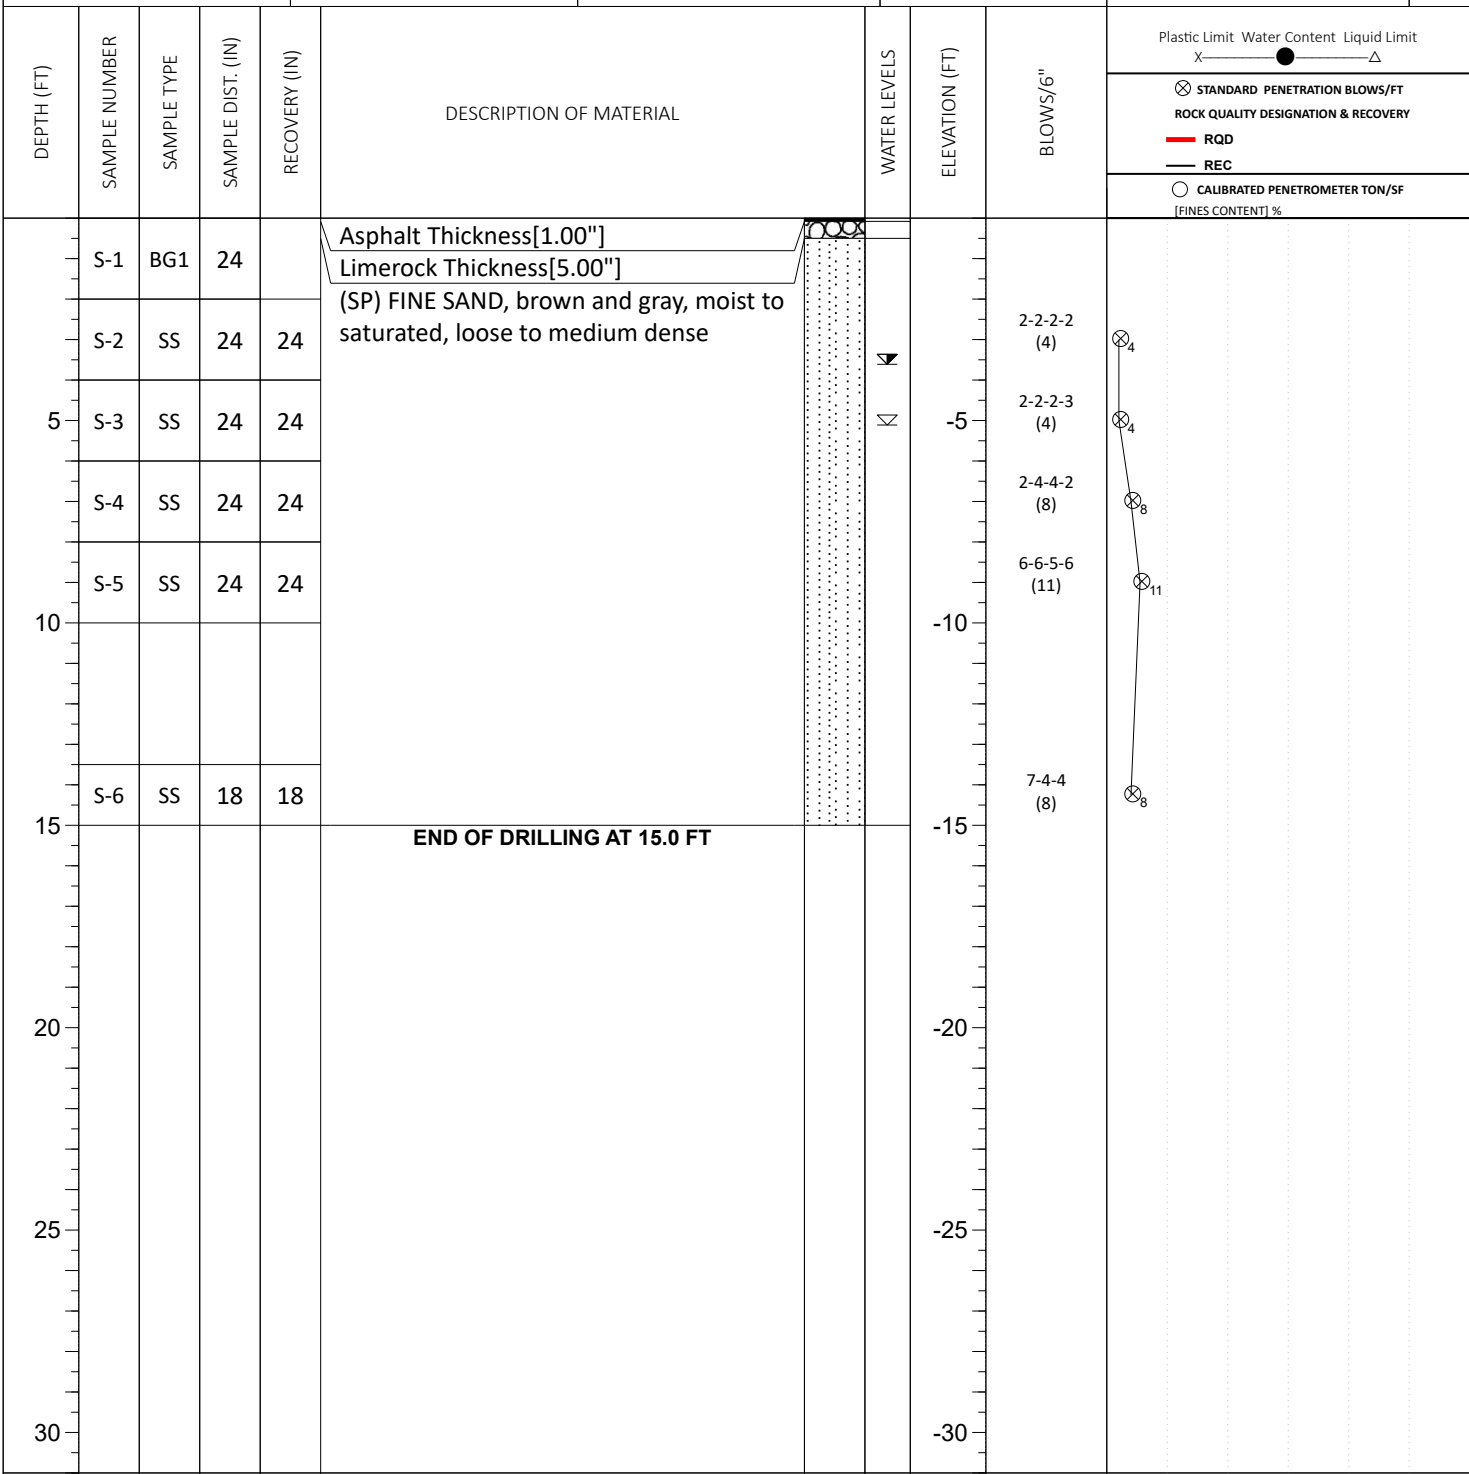 DEPTH (FT)
SAMPLE NUMBER
SAMPLE TYPE
SAMPLE DIST. (IN)
RECOVERY (IN)
DESCRIPTION OF MATERIAL
WATER LEVELS
ELEVATION (FT)
BLOWS/6"
Plastic Limit Water Content Liquid Limit
X
STANDARD PENETRATION BLOWS/FT
ROCK QUALITY DESIGNATION & RECOVERY
RQD
REC
CALIBRATED PENETROMETER TON/SF
[FINES CONTENT] %
Asphalt Thickness[1.00"]
S-1 BG1 24
Limerock Thickness[5.00"]
(SP) FINE SAND, brown and gray, moist to
saturated, loose to medium dense
S-2 SS 24 24
2-2-2-2
(4)
4
5 S-3 SS 24 24 -5
2-2-2-3
(4)
4
S-4 SS 24 24
2-4-4-2
(8)
8
S-5 SS 24 24
6-6-5-6
(11)
11
10 -10
S-6 SS 18 18
7-4-4
(8)
8
15 -15
END OF DRILLING AT 15.0 FT
20 -20
25 -25
30 -30